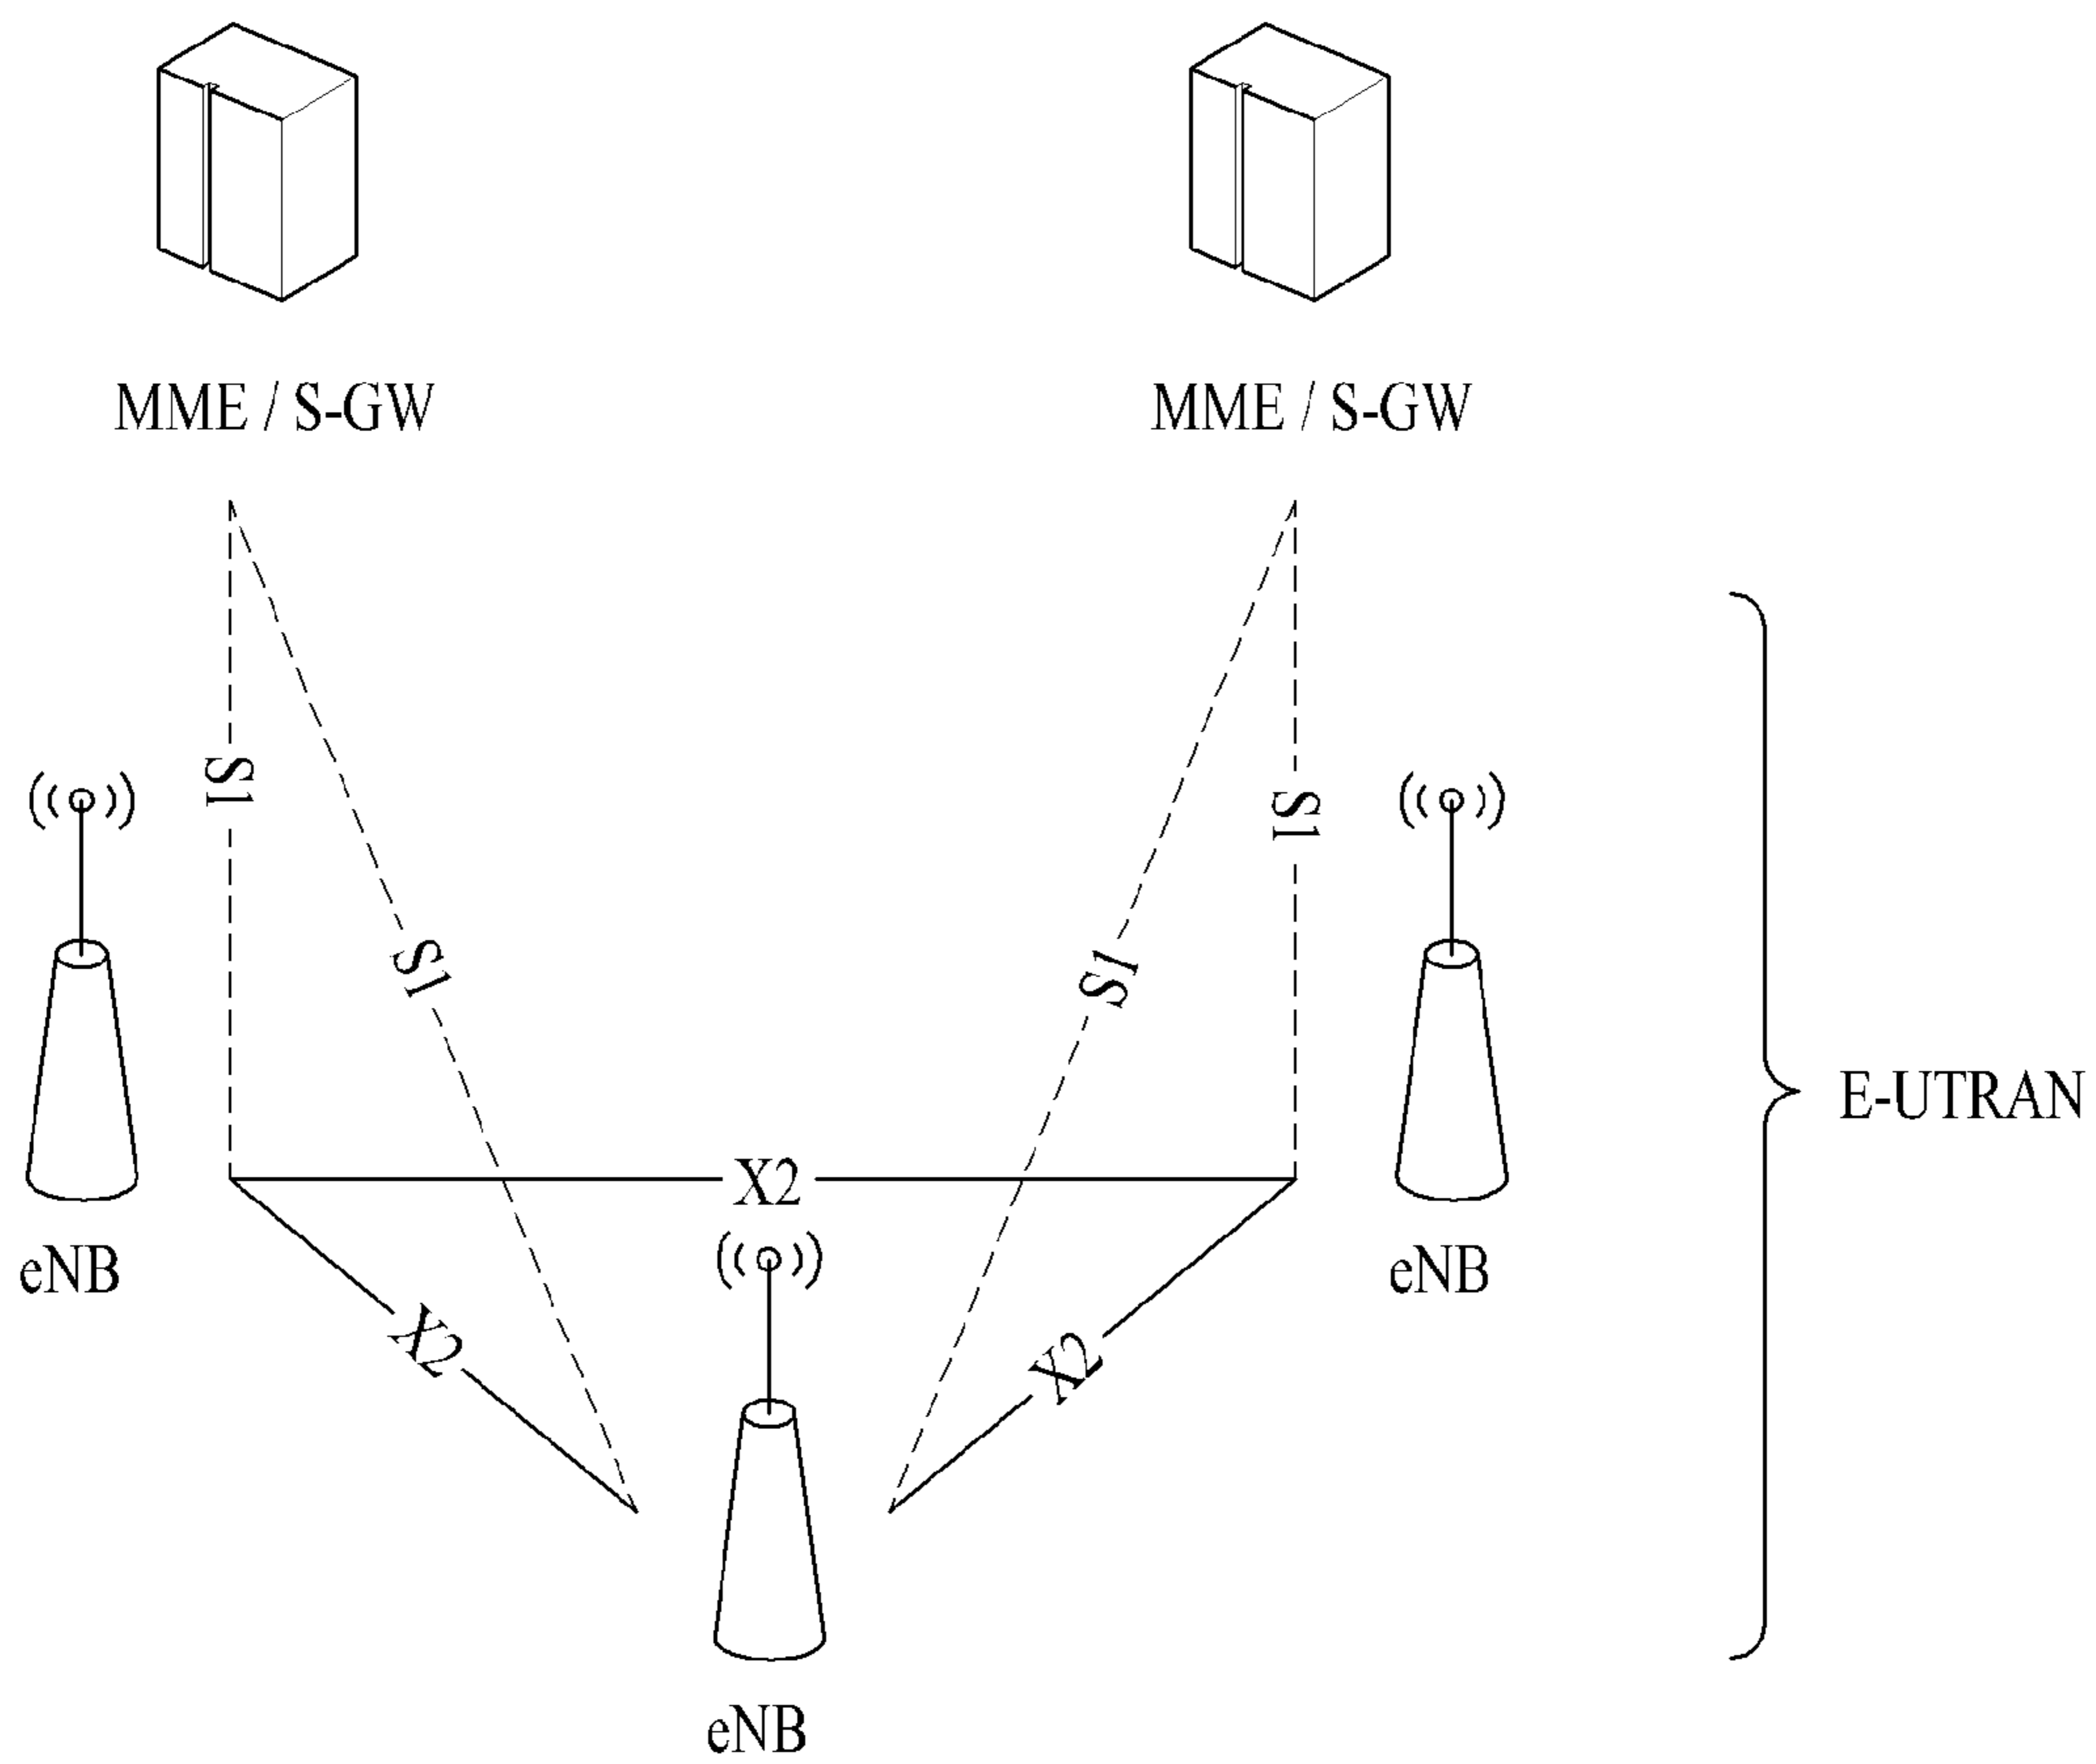 MME / S-GW
MME / S-GW
S1
S1
S1
S1
E-UTRAN
X2
eNB
eNB
X2
X2
eNB